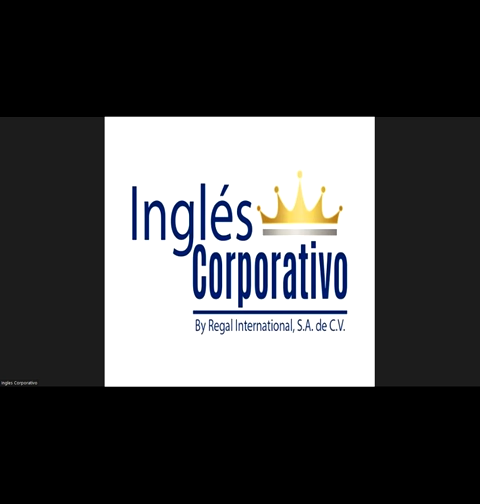 Inglés
Corporativo
By Regal International, S.A. de C.V.
Ingles Corporativo